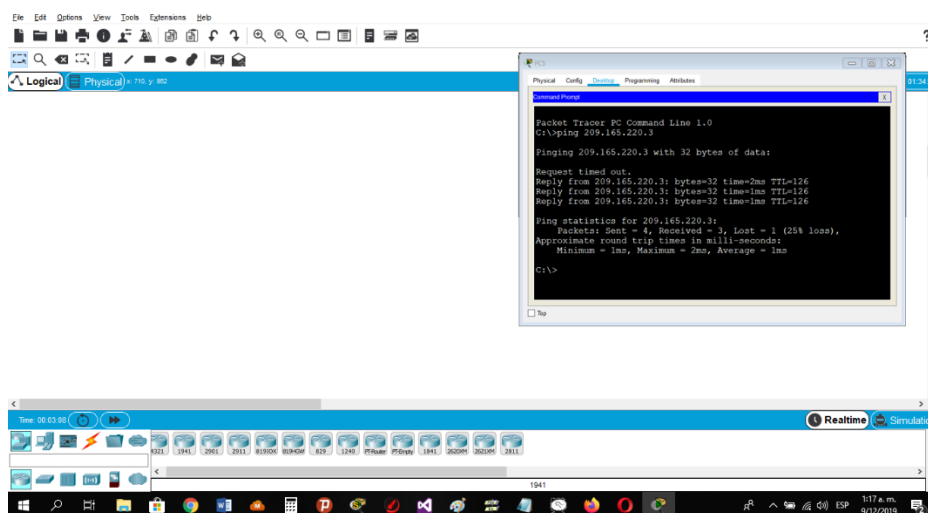 File Edit Options View Tools Extensions Help
?
Logical Physical x: 710, y: 862
01:34
Physical Config Desktop Programming Attributes
Command Prompt X
Packet Tracer PC Command Line 1.0
C:\>ping 209.165.220.3
Pinging 209.165.220.3 with 32 bytes of data:
Request timed out.
Reply from 209.165.220.3: bytes=32 time=2ms TTL=126
Reply from 209.165.220.3: bytes=32 time=1ms TTL=126
Reply from 209.165.220.3: bytes=32 time=1ms TTL=126
Ping statistics for 209.165.220.3:
Packets: Sent = 4, Received = 3, Lost = 1 (25% loss),
Approximate round trip times in milli-seconds:
Minimum = 1ms, Maximum = 2ms, Average = 1ms
C:\>
Top
Time: 00:03:98
Realtime Simulatio
4321 1941 2901 2911 819IOX 819HGW 829 1240 PT-Router PT-Empty 1841 2620XM 2621XM 2811
1941
ESP
1:17 a. m.
9/12/2019